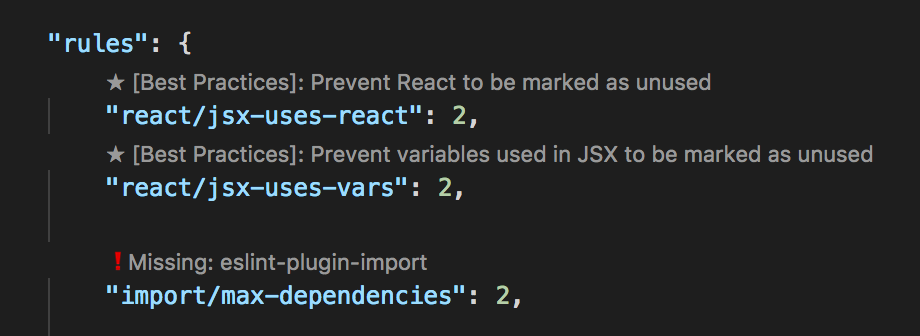 "rules": {
★ [Best Practices]: Prevent React to be marked as unused
"react/jsx-uses-react": 2,
★ [Best Practices]: Prevent variables used in JSX to be marked as unused
"react/jsx-uses-vars": 2,
❗Missing: eslint-plugin-import
"import/max-dependencies": 2,